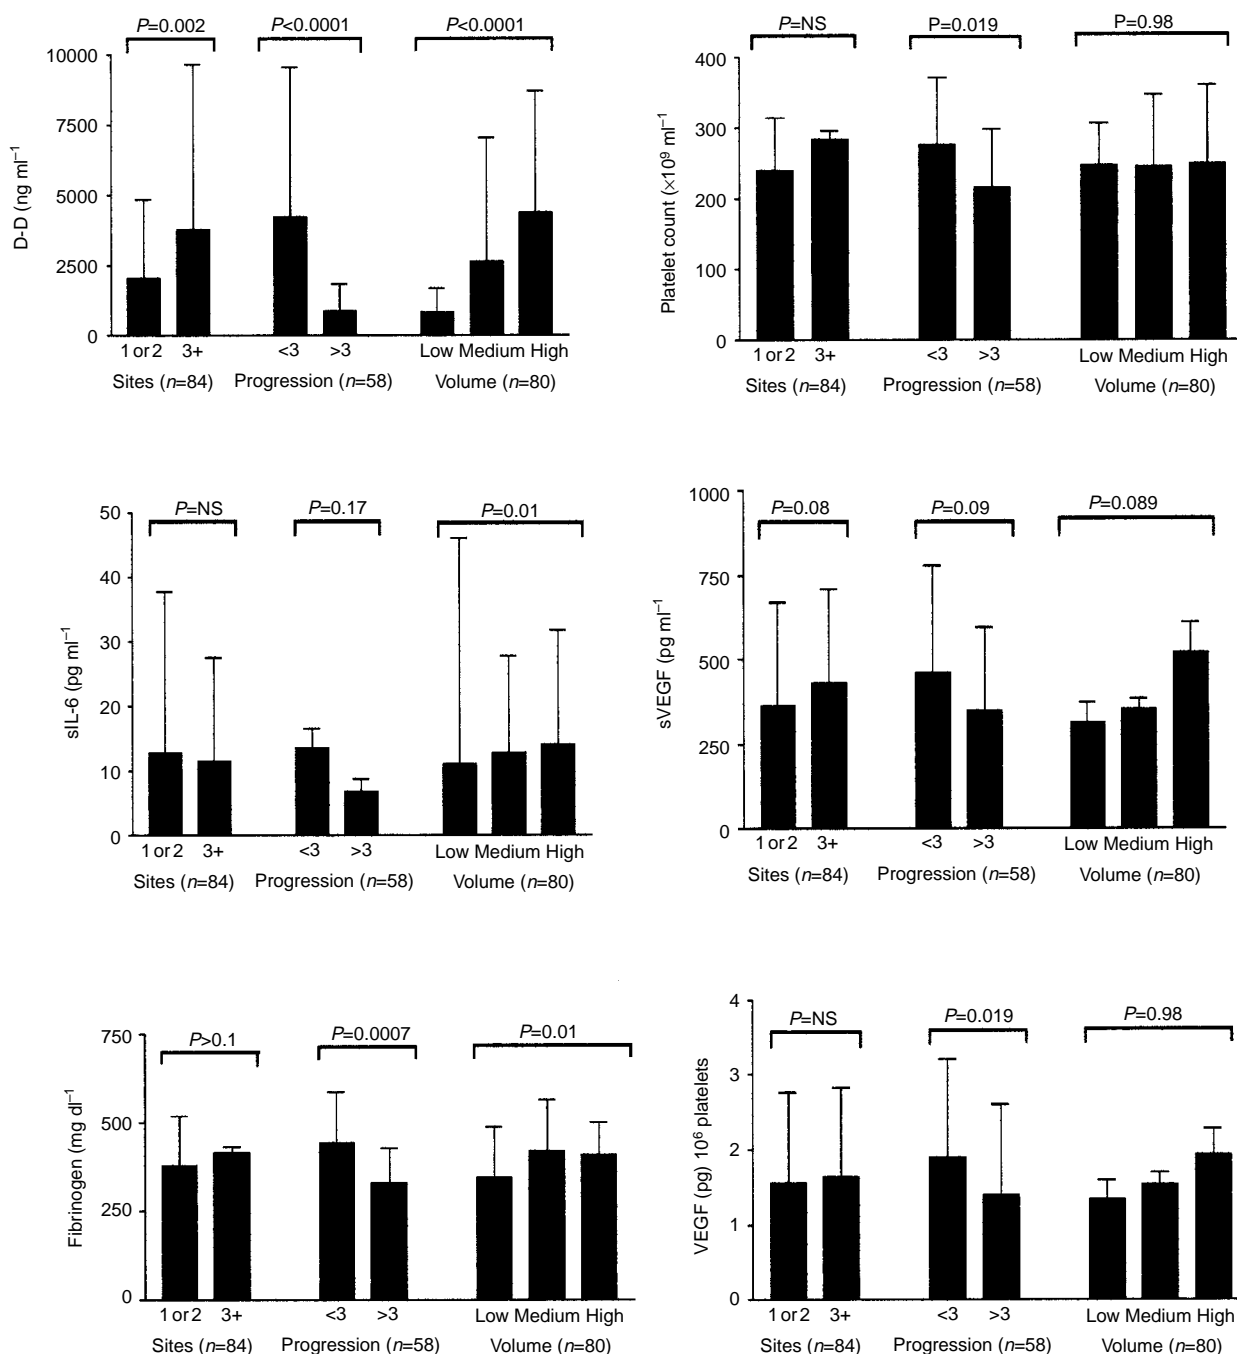 P=0.002 P<0.0001 P<0.0001
10000
7500
5000
2500
0
D-D (ng ml⁻¹)
1 or 2 3+ <3 >3 Low Medium High
Sites (n=84) Progression (n=58) Volume (n=80)
P=NS P=0.019 P=0.98
400
300
200
100
0
Platelet count (×10⁹ ml⁻¹)
1 or 2 3+ <3 >3 Low Medium High
Sites (n=84) Progression (n=58) Volume (n=80)
P=NS P=0.17 P=0.01
50
40
30
20
10
0
sIL-6 (pg ml⁻¹)
1 or 2 3+ <3 >3 Low Medium High
Sites (n=84) Progression (n=58) Volume (n=80)
P=0.08 P=0.09 P=0.089
1000
750
500
250
0
sVEGF (pg ml⁻¹)
1 or 2 3+ <3 >3 Low Medium High
Sites (n=84) Progression (n=58) Volume (n=80)
P>0.1 P=0.0007 P=0.01
750
500
250
0
Fibrinogen (mg dl⁻¹)
1 or 2 3+ <3 >3 Low Medium High
Sites (n=84) Progression (n=58) Volume (n=80)
P=NS P=0.019 P=0.98
4
3
2
1
0
VEGF (pg) 10⁶ platelets
1 or 2 3+ <3 >3 Low Medium High
Sites (n=84) Progression (n=58) Volume (n=80)